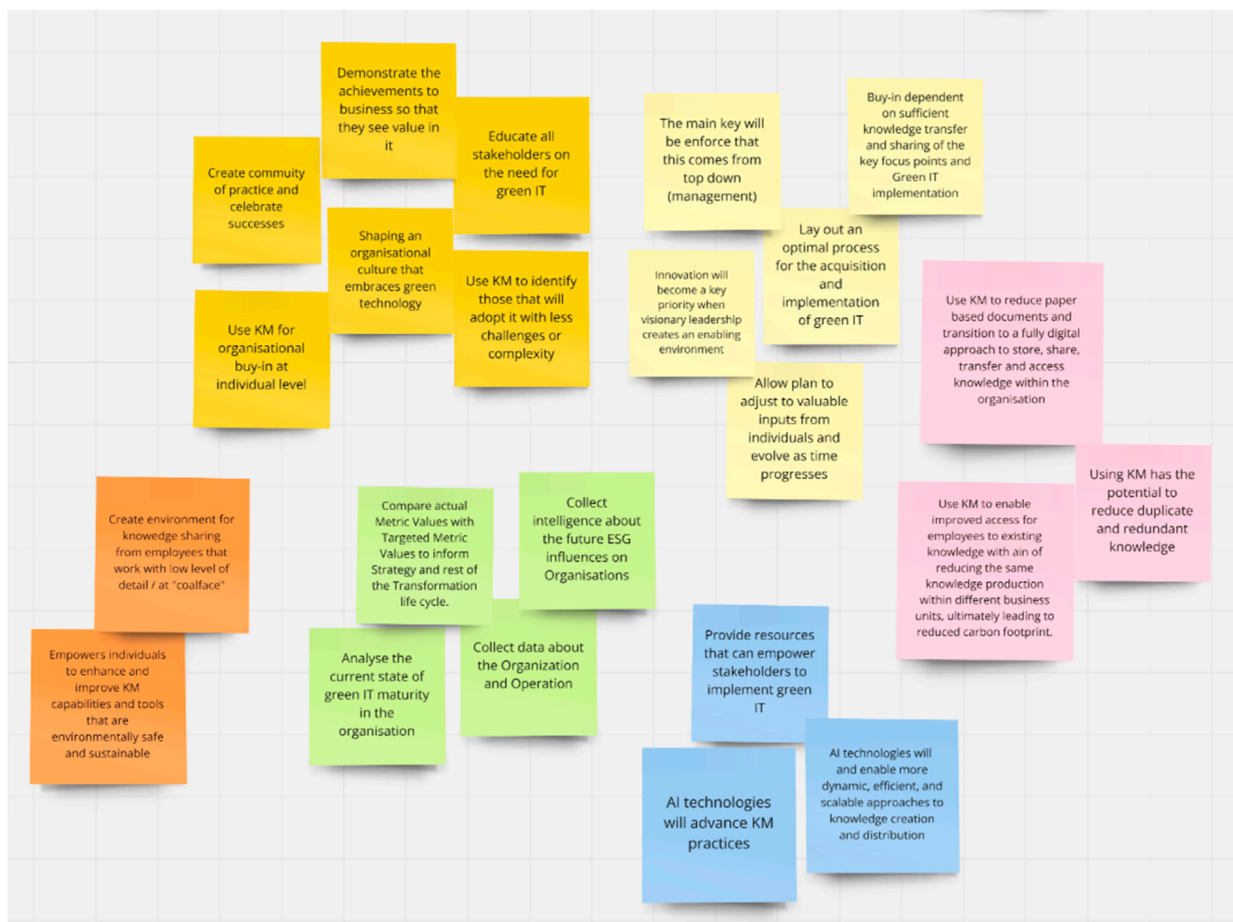 Demonstrate the
achievements to
business so that
they see value in
it
Educate all
stakeholders on
the need for
green IT
Create commuity
of practice and
celebrate
successes
Shaping an
organisational
culture that
embraces green
technology
Use KM to identify
those that will
adopt it with less
challenges or
complexity
Use KM for
organisational
buy-in at
individual level
The main key will
be enforce that
this comes from
top down
(management)
Buy-in dependent
on sufficient
knowledge transfer
and sharing of the
key focus points and
Green IT
implementation
Lay out an
optimal process
for the acquisition
and
implementation
of green IT
Innovation will
become a key
priority when
visionary leadership
creates an enabling
environment
Allow plan to
adjust to valuable
inputs from
individuals and
evolve as time
progresses
Use KM to reduce paper
based documents and
transition to a fully digital
approach to store, share,
transfer and access
knowledge within the
organisation
Using KM has the
potential to
reduce duplicate
and redundant
knowledge
Use KM to enable
improved access for
employees to existing
knowledge with ain of
reducing the same
knowledge production
within different business
units, ultimately leading to
reduced carbon footprint.
Create environment for
knowedge sharing
from employees that
work with low level of
detail / at "coalface"
Empowers individuals
to enhance and
improve KM
capabilities and tools
that are
environmentally safe
and sustainable
Compare actual
Metric Values with
Targeted Metric
Values to inform
Strategy and rest of
the Transformation
life cycle.
Collect
intelligence about
the future ESG
influences on
Organisations
Analyse the
current state of
green IT maturity
in the
organisation
Collect data about
the Organization
and Operation
Provide resources
that can empower
stakeholders to
implement green
IT
AI technologies
will advance KM
practices
AI technologies will
and enable more
dynamic, efficient, and
scalable approaches to
knowledge creation
and distribution